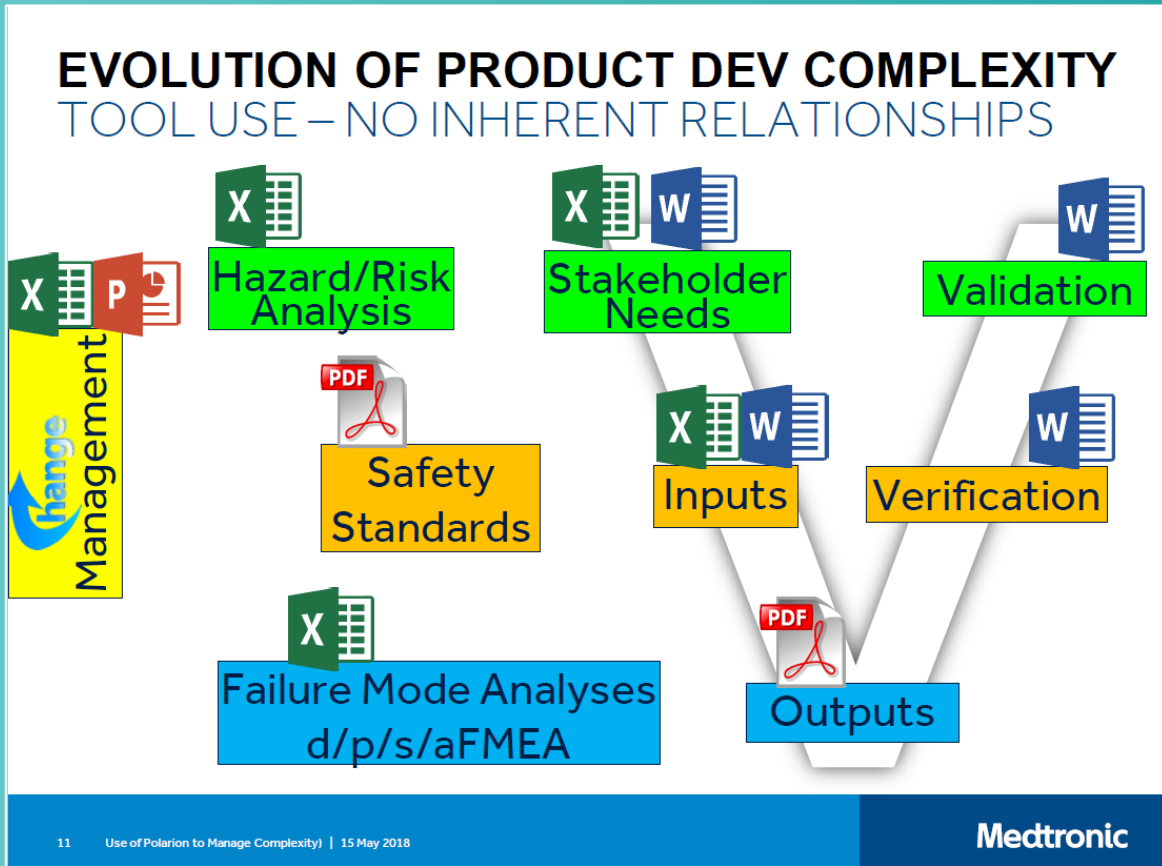 EVOLUTION OF PRODUCT DEV COMPLEXITY
TOOL USE – NO INHERENT RELATIONSHIPS
X
X W
W
X P
Hazard/Risk
Analysis
Stakeholder
Needs
Validation
Change
Management
PDF
Safety
Standards
X W
Inputs
W
Verification
X
Failure Mode Analyses
d/p/s/aFMEA
PDF
Outputs
11 Use of Polarion to Manage Complexity) | 15 May 2018
Medtronic